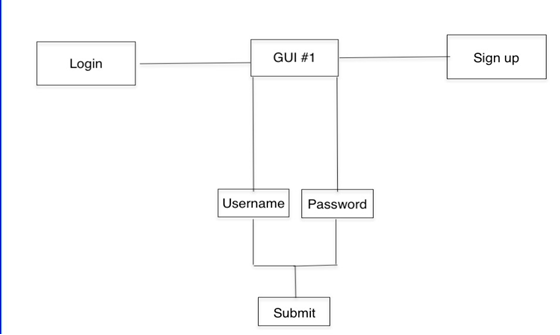 Login
GUI #1
Sign up
Username
Password
Submit